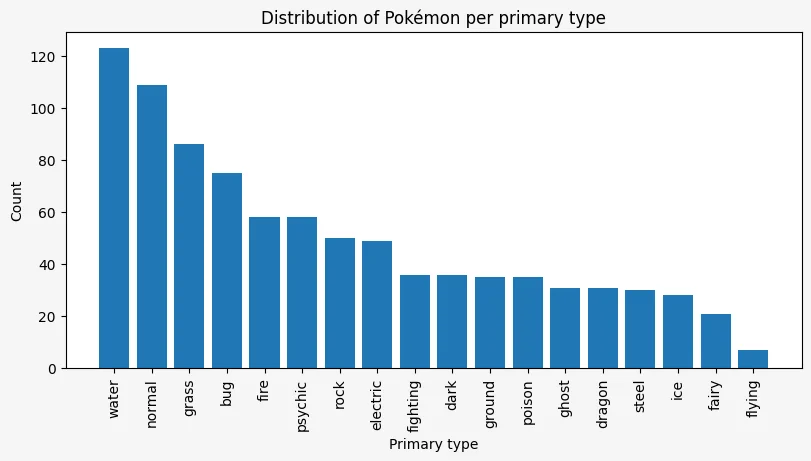 Distribution of Pokémon per primary type
Count
120
100
80
60
40
20
0
water
normal
grass
bug
fire
psychic
rock
electric
fighting
dark
ground
poison
ghost
dragon
steel
ice
fairy
flying
Primary type